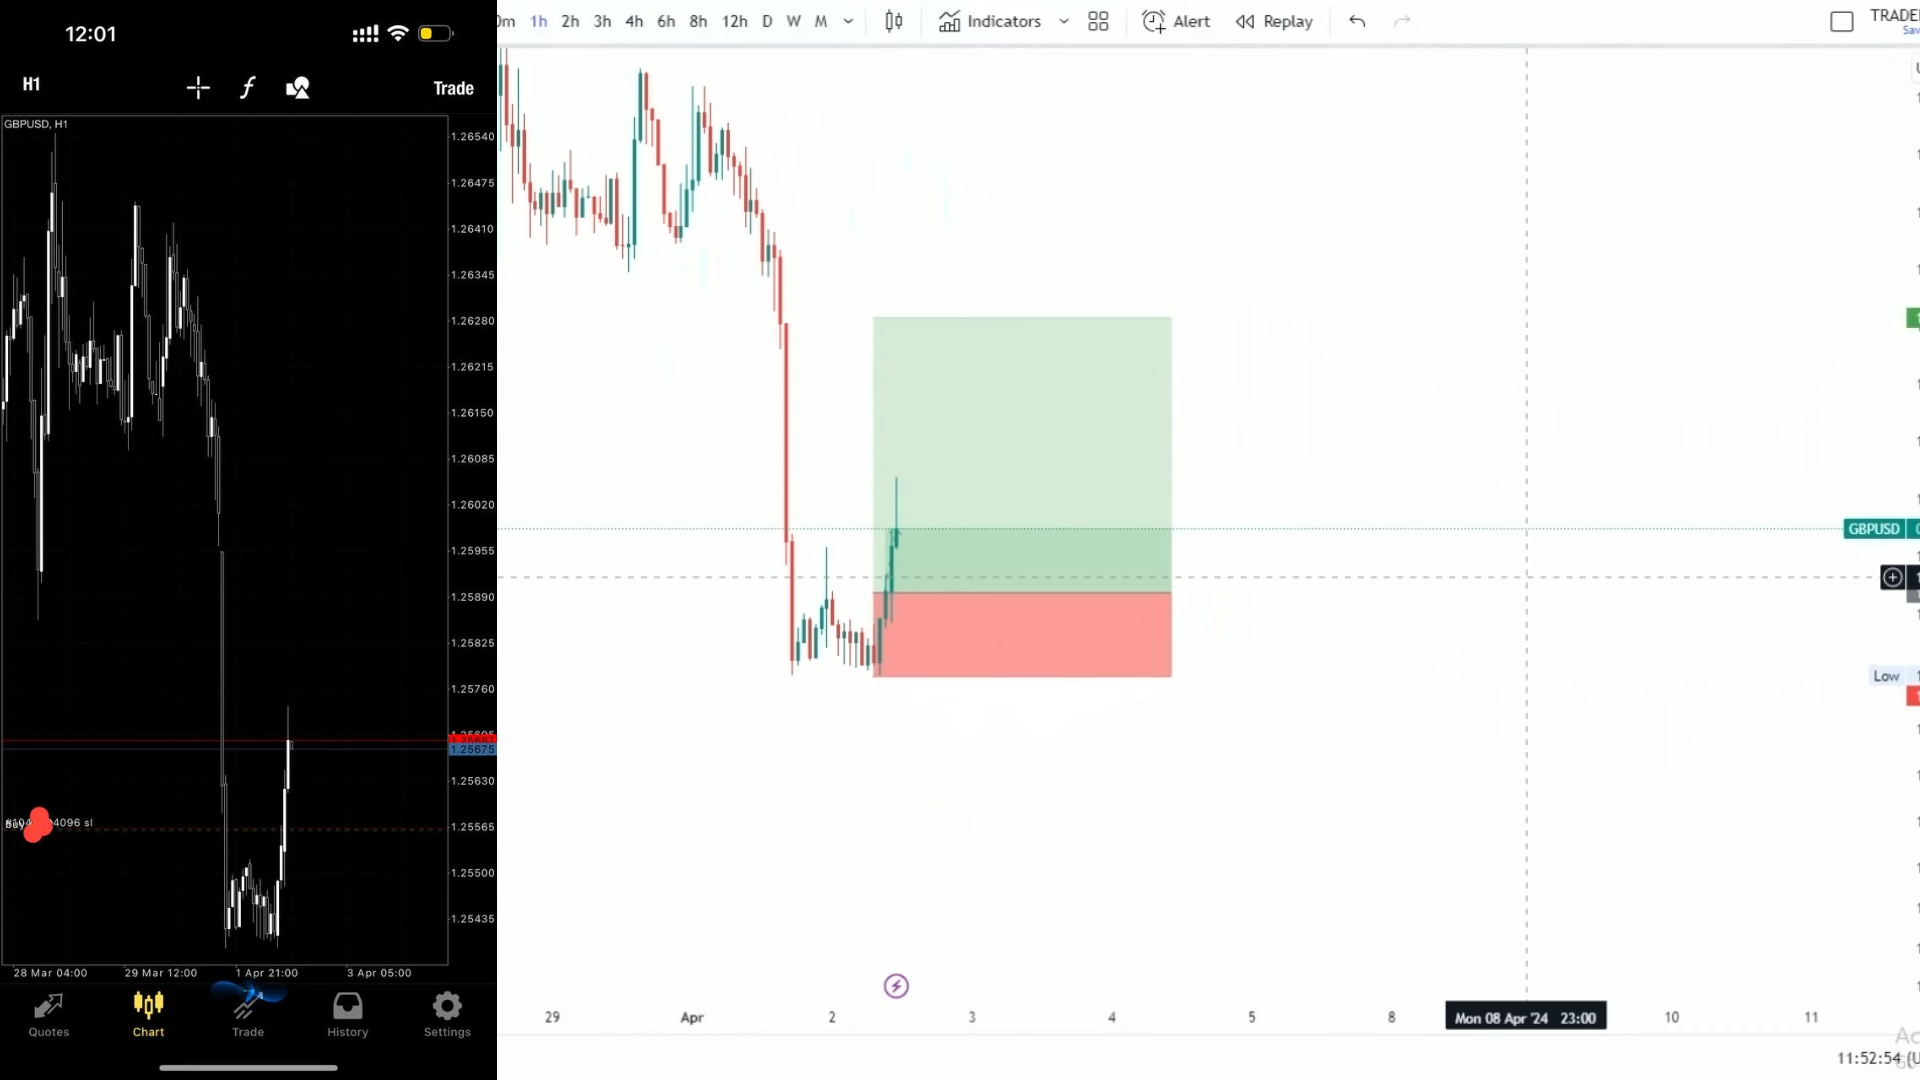 12:01
H1
Trade
GBPUSD, H1
1.26540
1.26475
1.26410
1.26345
1.26280
1.26215
1.26150
1.26085
1.26020
1.25955
1.25890
1.25825
1.25760
1.25675
1.25630
1.25565
4096 sl
1.25500
1.25435
28 Mar 04:00
29 Mar 12:00
1 Apr 21:00
3 Apr 05:00
Quotes
Chart
Trade
History
Settings
1h 2h 3h 4h 6h 8h 12h D W M
Indicators
Alert
Replay
GBPUSD
Low
29 Apr 2 3 4 5 8 Mon 08 Apr '24 23:00 10 11
11:52:54